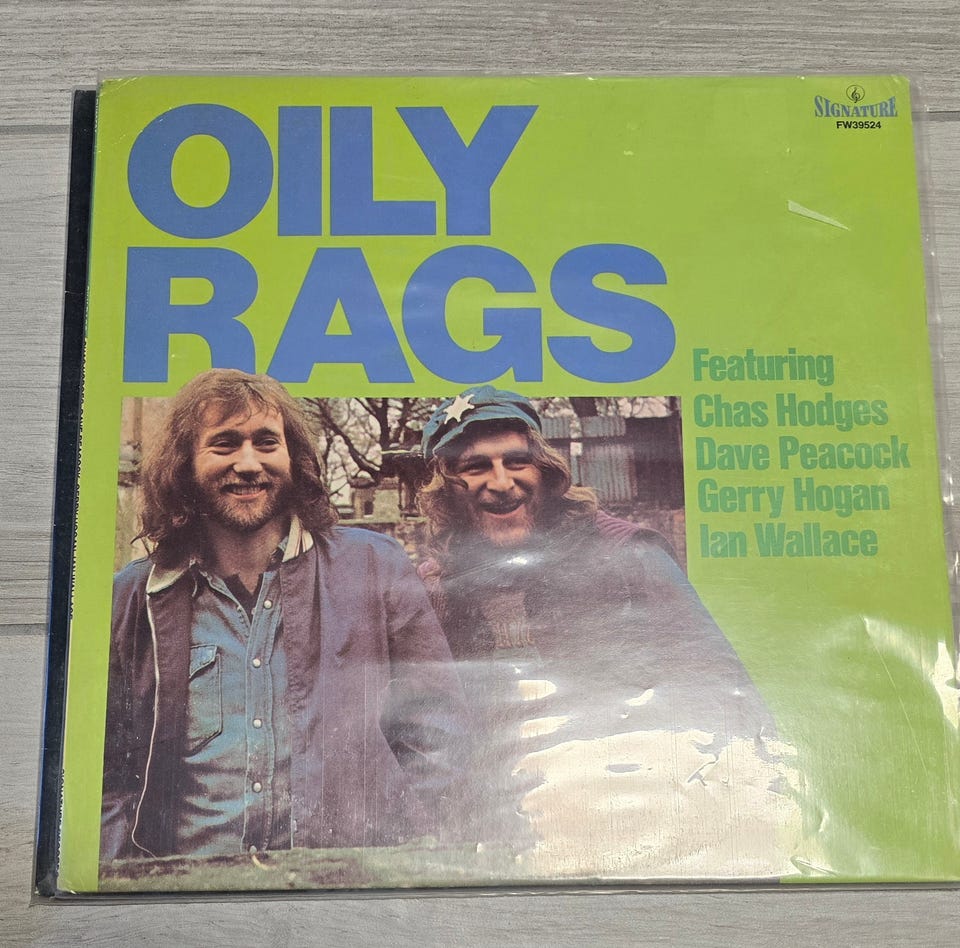 OILY
RAGS
SIGNATURE
FW39524
Featuring
Chas Hodges
Dave Peacock
Gerry Hogan
Ian Wallace